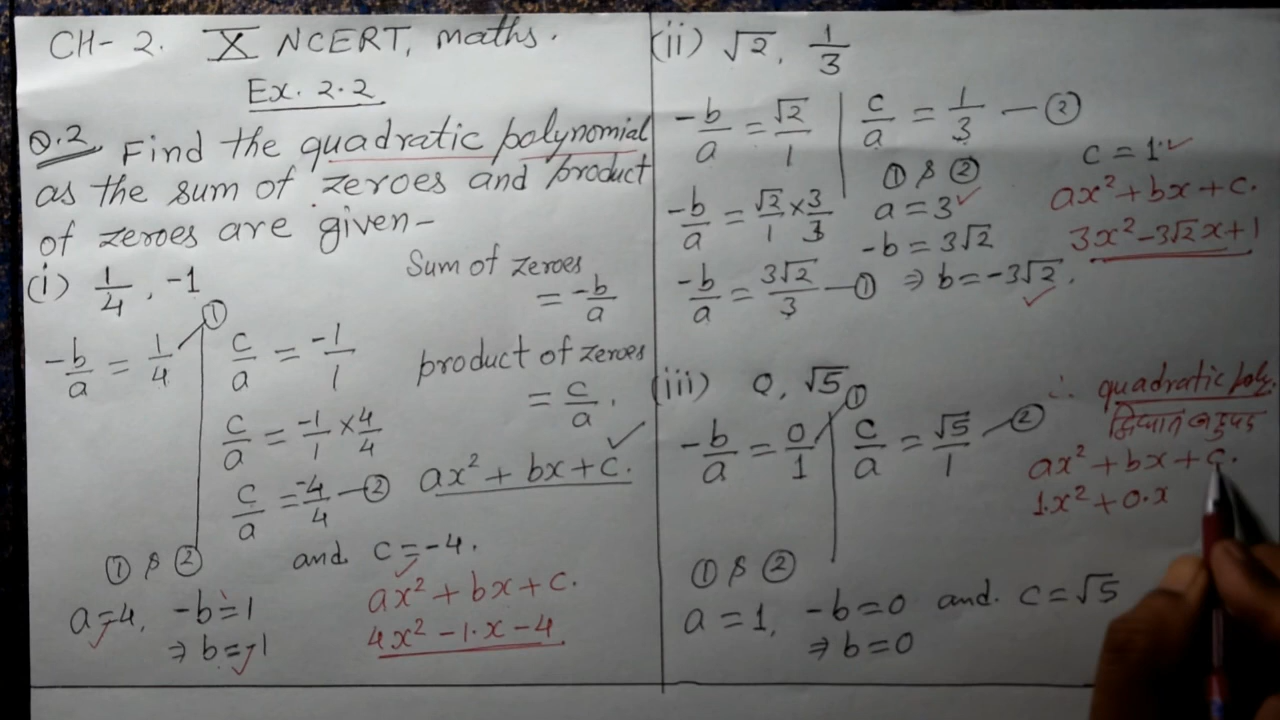 CH- 2. X NCERT, maths.
Ex. 2.2
Q.2. Find the quadratic polynomial
as the sum of zeroes and product
of zeroes are given-
(i) 1/4, -1
Sum of zeroes
= -b/a
product of zeroes
= c/a.
ax² + bx + c.
-b/a = 1/4 ①
c/a = -1/1
c/a = -1/1 × 4/4
c/a = -4/4 — ②
① & ②
a=4, -b=1
⇒ b=-1
and c=-4.
ax² + bx + c.
4x² - 1·x - 4
(ii) √2, 1/3
-b/a = √2/1
-b/a = √2/1 × 3/3
-b/a = 3√2/3 — ①
c/a = 1/3 — ②
① & ②
a = 3
-b = 3√2
⇒ b = -3√2.
c = 1.
ax² + bx + c.
3x² - 3√2x + 1
(iii) 0, √5
-b/a = 0/1 ①
c/a = √5/1 — ②
① & ②
a = 1, -b = 0 and c = √5
⇒ b = 0
∴ quadratic poly.
ax² + bx + c.
1.x² + 0.x